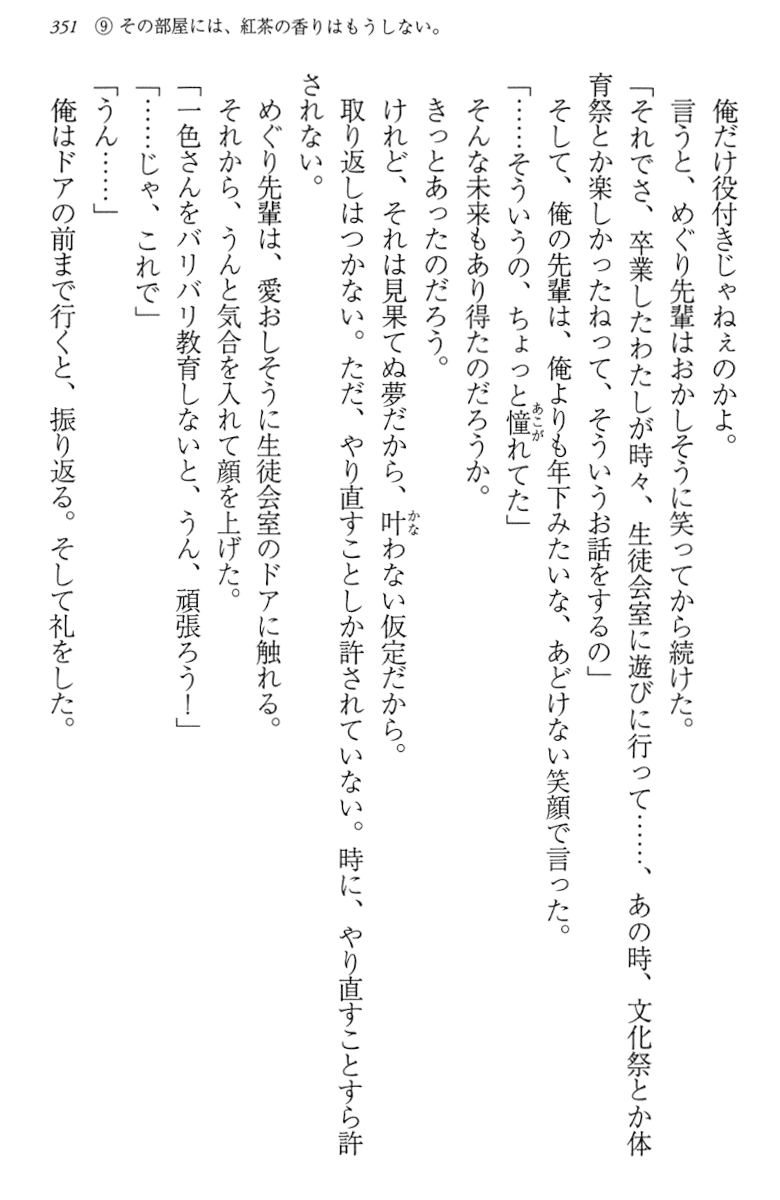 351 ⑨ その部屋には、紅茶の香りはもうしない。
俺だけ役付きじゃねぇのかよ。
言うと、めぐり先輩はおかしそうに笑ってから続けた。
「それでさ、卒業したわたしが時々、生徒会室に遊びに行って……、あの時、文化祭とか体
育祭とか楽しかったねって、そういうお話をするの」
そして、俺の先輩は、俺よりも年下みたいな、あどけない笑顔で言った。
「……そういうの、ちょっと憧れてた」
そんな未来もあり得たのだろうか。
きっとあったのだろう。
けれど、それは見果てぬ夢だから、叶わない仮定だから。
取り返しはつかない。ただ、やり直すことしか許されていない。時に、やり直すことすら許
されない。
めぐり先輩は、愛おしそうに生徒会室のドアに触れる。
それから、うんと気合を入れて顔を上げた。
「一色さんをバリバリ教育しないと、うん、頑張ろう！」
「……じゃ、これで」
「うん……」
俺はドアの前まで行くと、振り返る。そして礼をした。